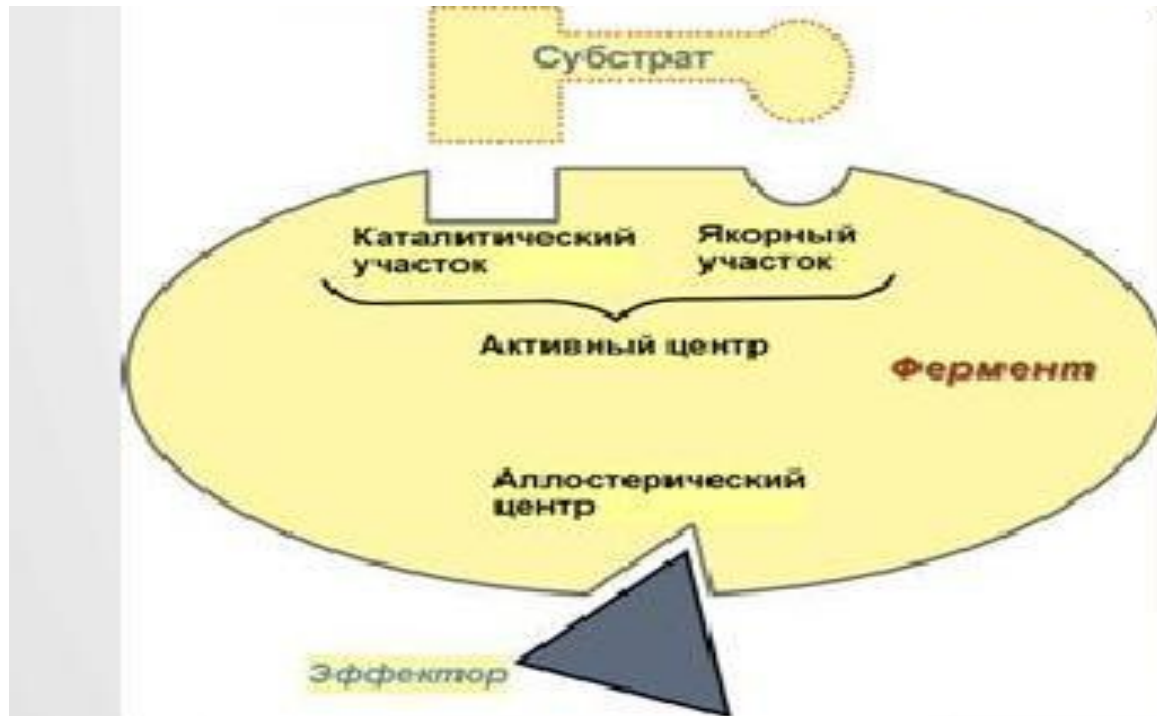 Субстрат
Каталитический
участок
Якорный
участок
Активный центр
Фермент
Аллостерический
центр
Эффектор